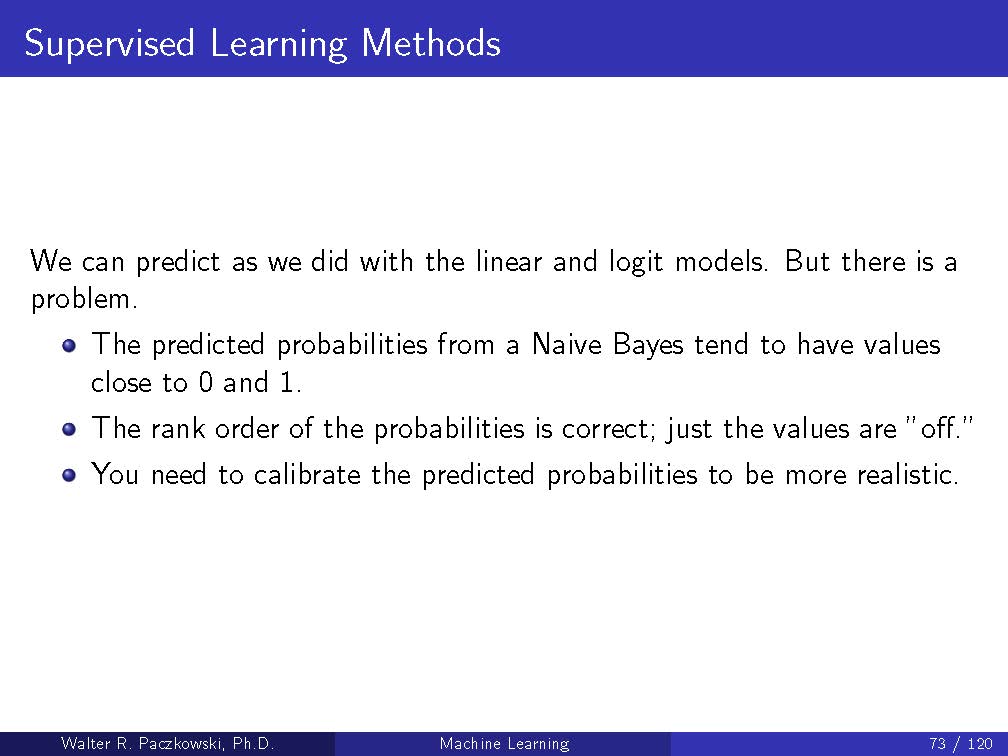 Supervised Learning Methods
We can predict as we did with the linear and logit models. But there is a
problem.
The predicted probabilities from a Naive Bayes tend to have values
close to 0 and 1.
The rank order of the probabilities is correct; just the values are ”off.”
You need to calibrate the predicted probabilities to be more realistic.
Walter R. Paczkowski, Ph.D. Machine Learning 73 / 120